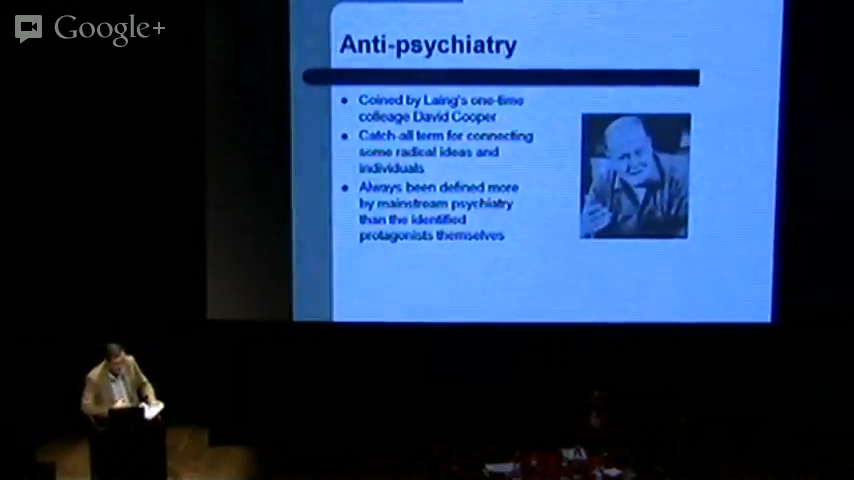 Google+
Anti-psychiatry
Coined by Laing's one-time
colleage David Cooper
Catch-all term for connecting
some radical ideas and
individuals
Always been defined more
by mainstream psychiatry
than the identified
protagonists themselves